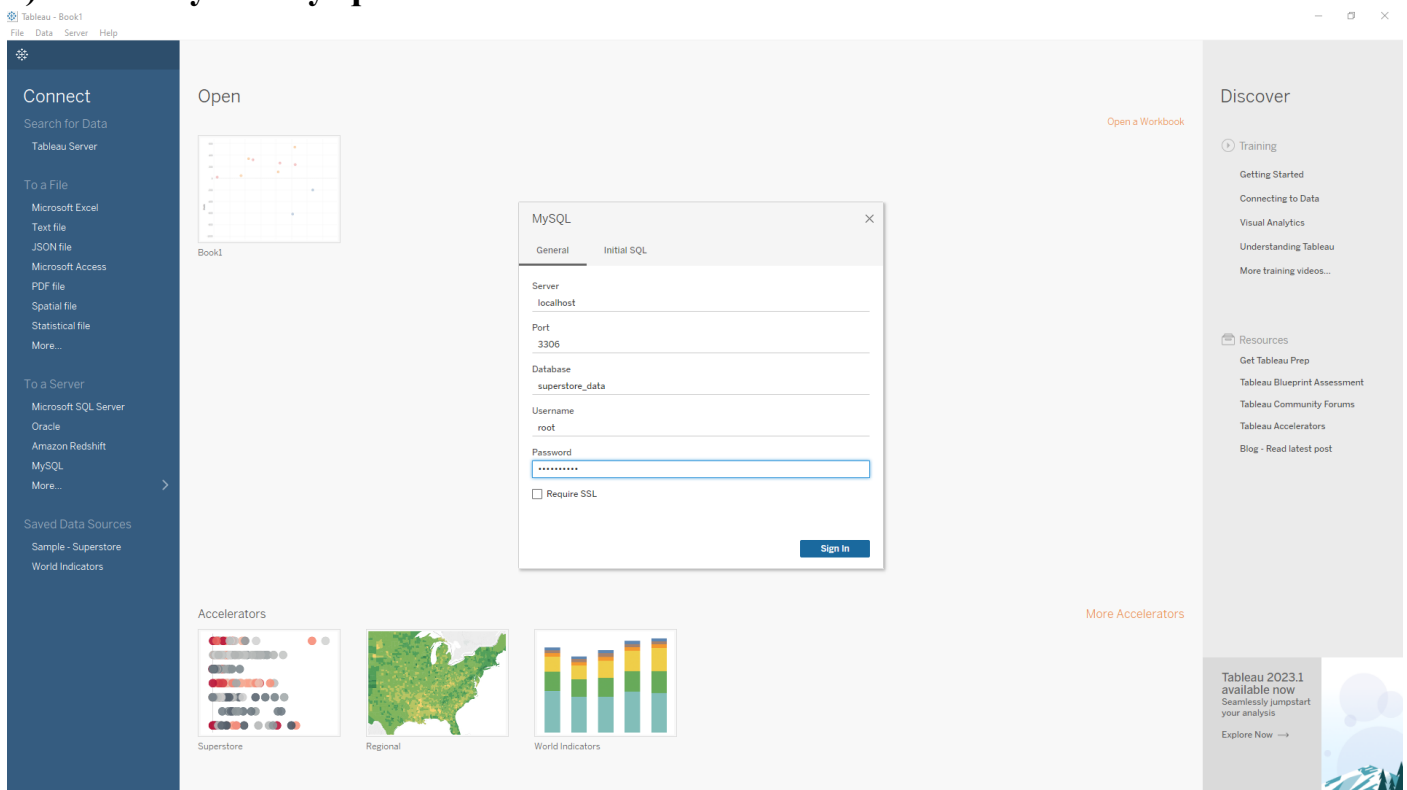 Tableau - Book1
File Data Server Help
Connect
Search for Data
Tableau Server
To a File
Microsoft Excel
Text file
JSON file
Microsoft Access
PDF file
Spatial file
Statistical file
More...
To a Server
Microsoft SQL Server
Oracle
Amazon Redshift
MySQL
More...
Saved Data Sources
Sample - Superstore
World Indicators
Open
Open a Workbook
Book1
MySQL
General Initial SQL
Server
localhost
Port
3306
Database
superstore_data
Username
root
Password
••••••••••
Require SSL
Sign In
Accelerators
More Accelerators
Superstore
Regional
World Indicators
Discover
Training
Getting Started
Connecting to Data
Visual Analytics
Understanding Tableau
More training videos...
Resources
Get Tableau Prep
Tableau Blueprint Assessment
Tableau Community Forums
Tableau Accelerators
Blog - Read latest post
Tableau 2023.1
available now
Seamlessly jumpstart
your analysis
Explore Now →